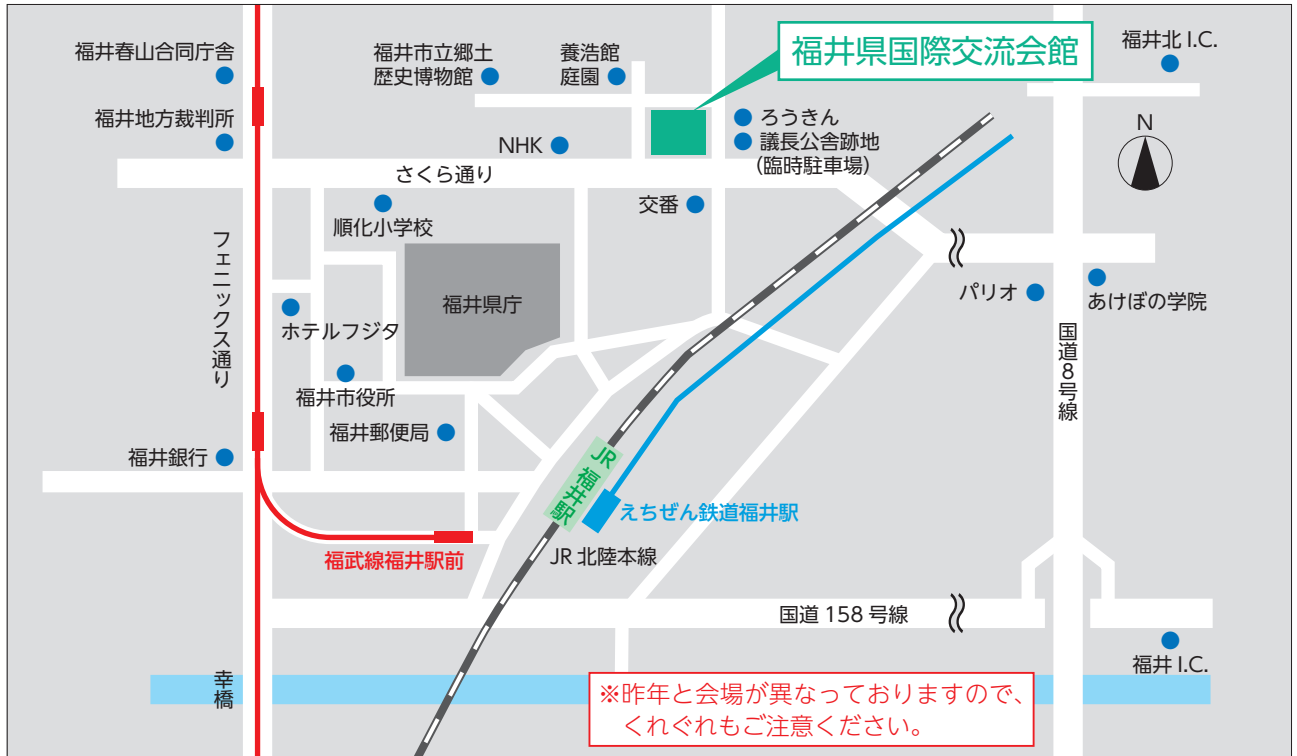 福井春山合同庁舎
福井市立郷土
歴史博物館
養浩館
庭園
福井県国際交流会館
福井北 I.C.
福井地方裁判所
NHK
ろうきん
議長公舎跡地
(臨時駐車場)
N
さくら通り
順化小学校
交番
フェニックス通り
福井県庁
ホテルフジタ
パリオ
あけぼの学院
国道8号線
福井市役所
福井郵便局
福井銀行
JR 福井駅
えちぜん鉄道福井駅
福武線福井駅前
JR 北陸本線
国道 158 号線
福井 I.C.
幸橋
※昨年と会場が異なっておりますので、
くれぐれもご注意ください。